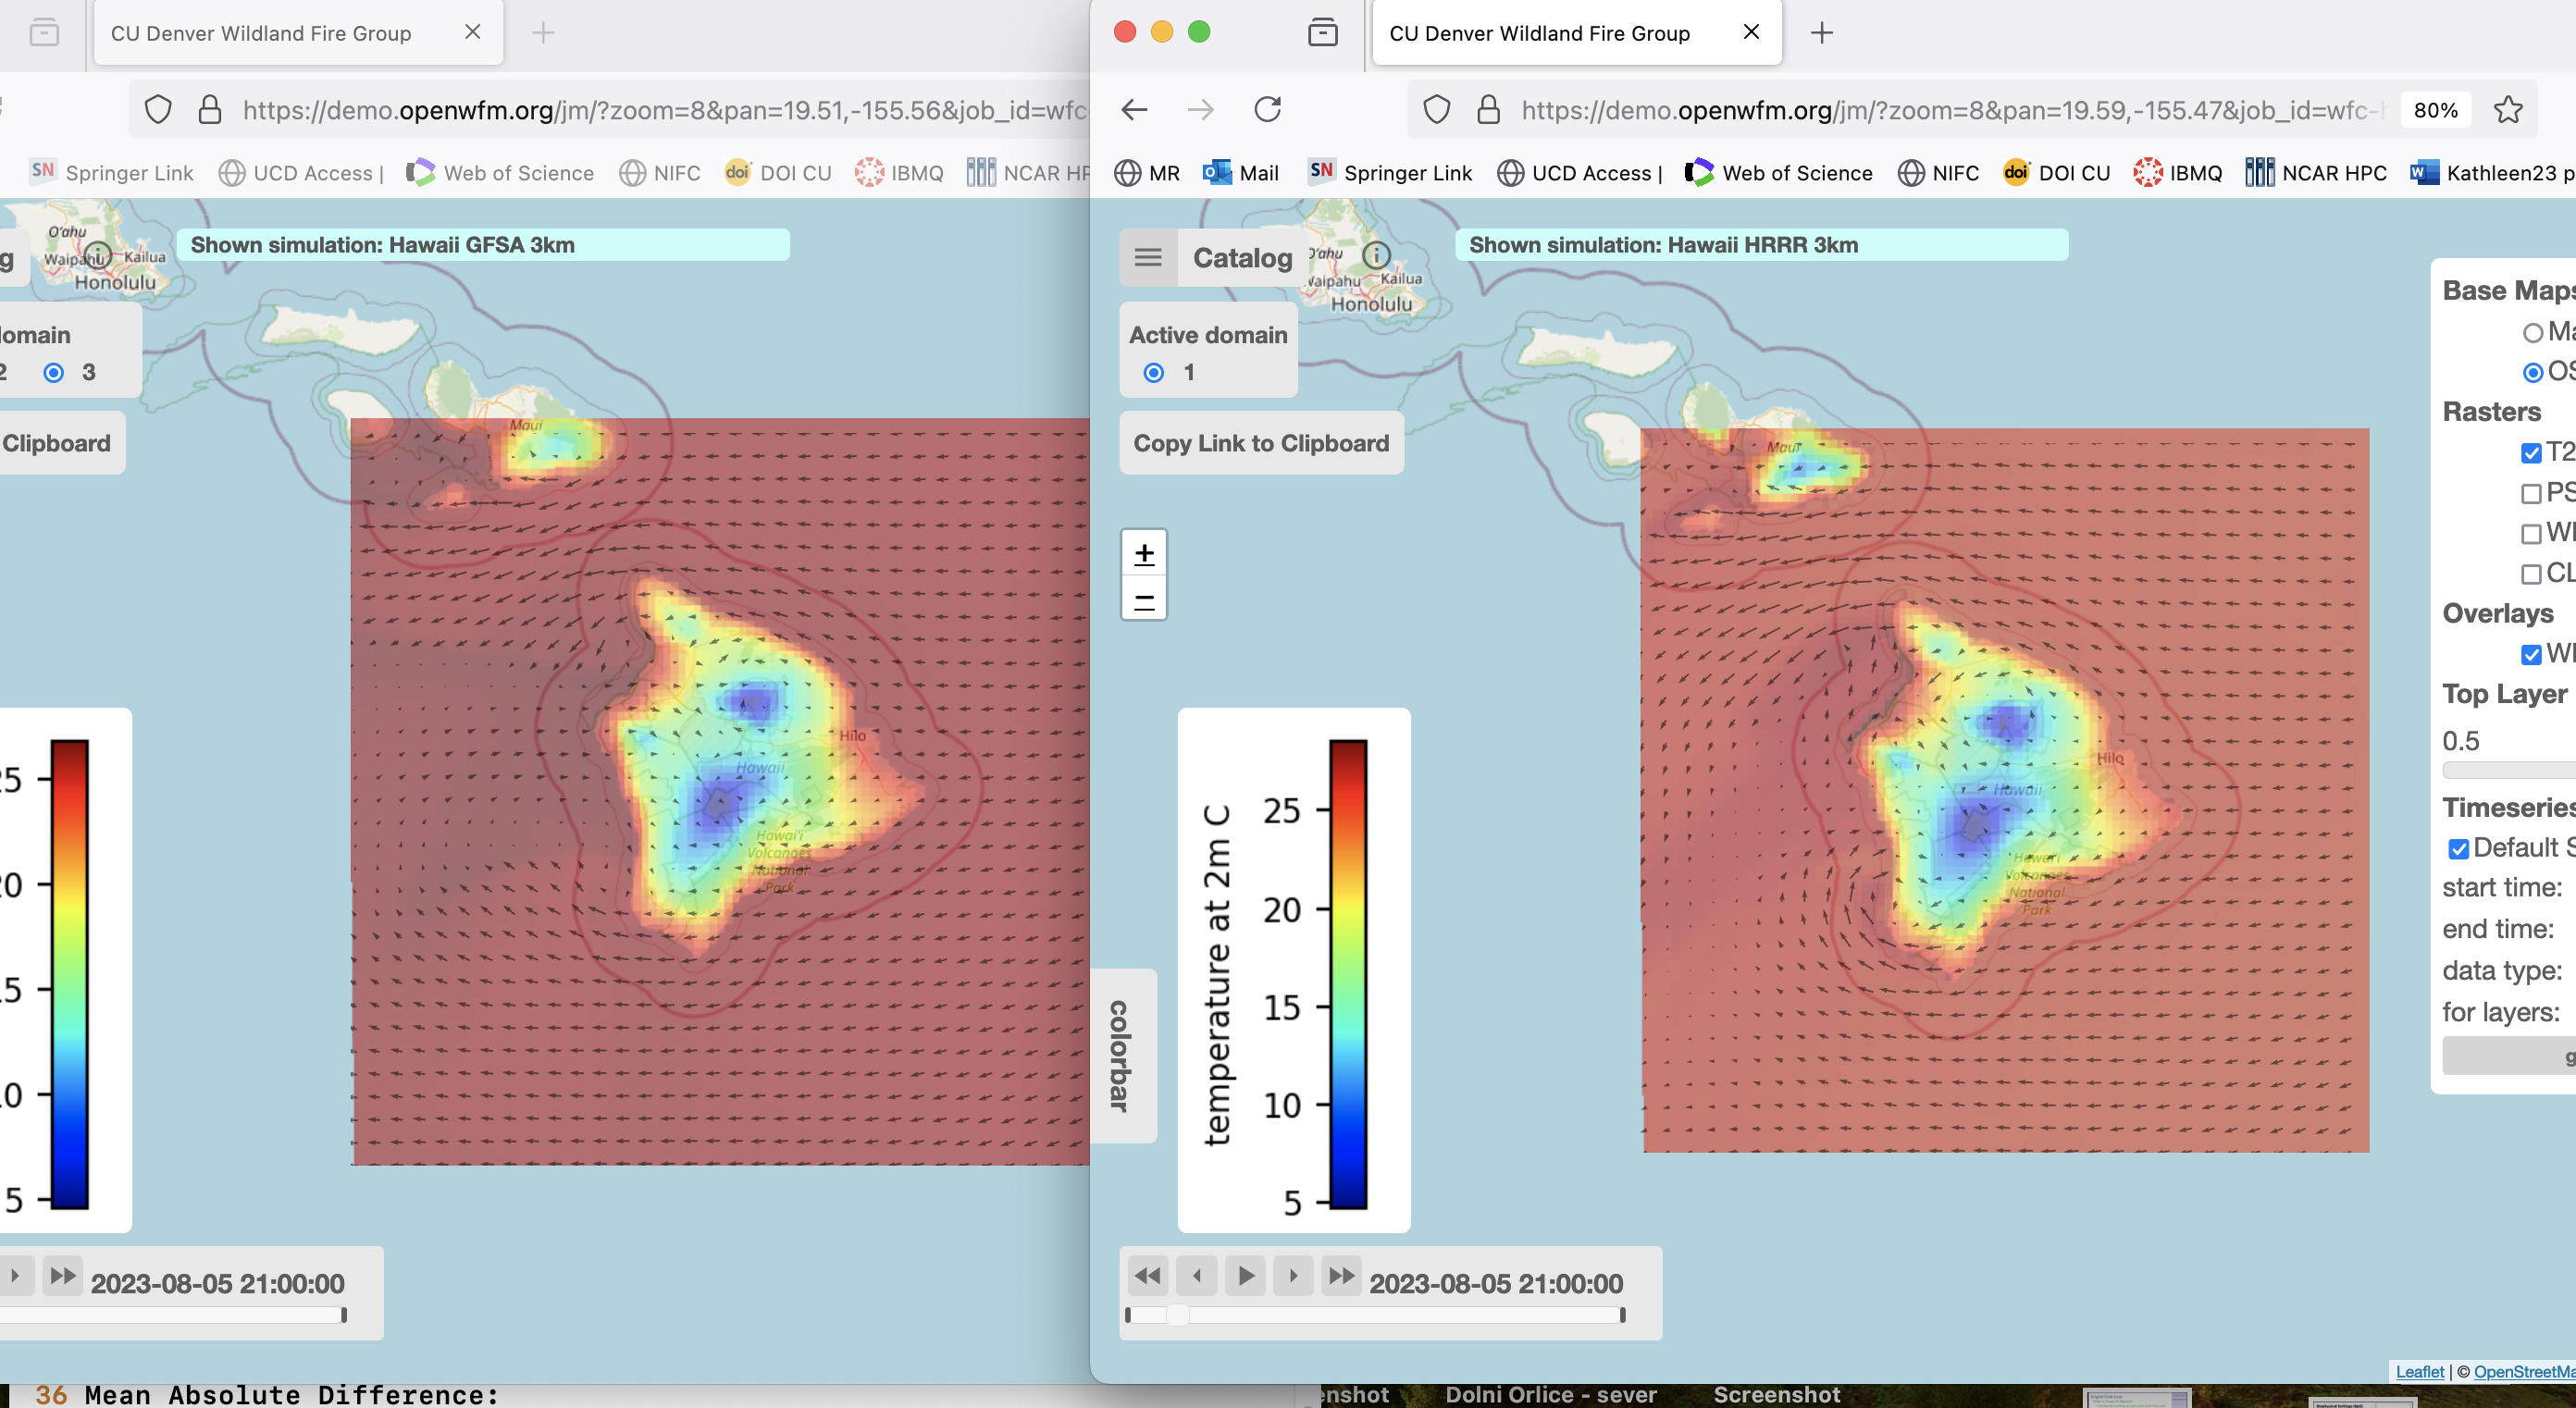 CU Denver Wildland Fire Group
https://demo.openwfm.org/jm/?zoom=8&pan=19.51,-155.56&job_id=wfc
Springer Link UCD Access | Web of Science NIFC doi DOI CU IBMQ NCAR HP
O'ahu
Waipahu Kailua
Honolulu
g
Shown simulation: Hawaii GFSA 3km
omain
2 3
Clipboard
Maui
Hilo
Hawaii
Hawai'i
Volcanoes
National
Park
25
20
15
10
5
2023-08-05 21:00:00
36 Mean Absolute Difference:
CU Denver Wildland Fire Group
https://demo.openwfm.org/jm/?zoom=8&pan=19.59,-155.47&job_id=wfc-h 80%
MR Mail SN Springer Link UCD Access | Web of Science NIFC doi DOI CU IBMQ NCAR HPC Kathleen23 p
Catalog
Shown simulation: Hawaii HRRR 3km
O'ahu
Waipahu Kailua
Honolulu
Active domain
1
Copy Link to Clipboard
+
−
Maui
Hilo
Hawaii
Hawai'i
Volcanoes
National
Park
colorbar
temperature at 2m C
25
20
15
10
5
2023-08-05 21:00:00
Base Maps
Ma
OS
Rasters
T2
PS
WI
CL
Overlays
WI
Top Layer
0.5
Timeseries
Default S
start time:
end time:
data type:
for layers:
g
Leaflet | © OpenStreetMa
enshot Dolni Orlice - sever Screenshot